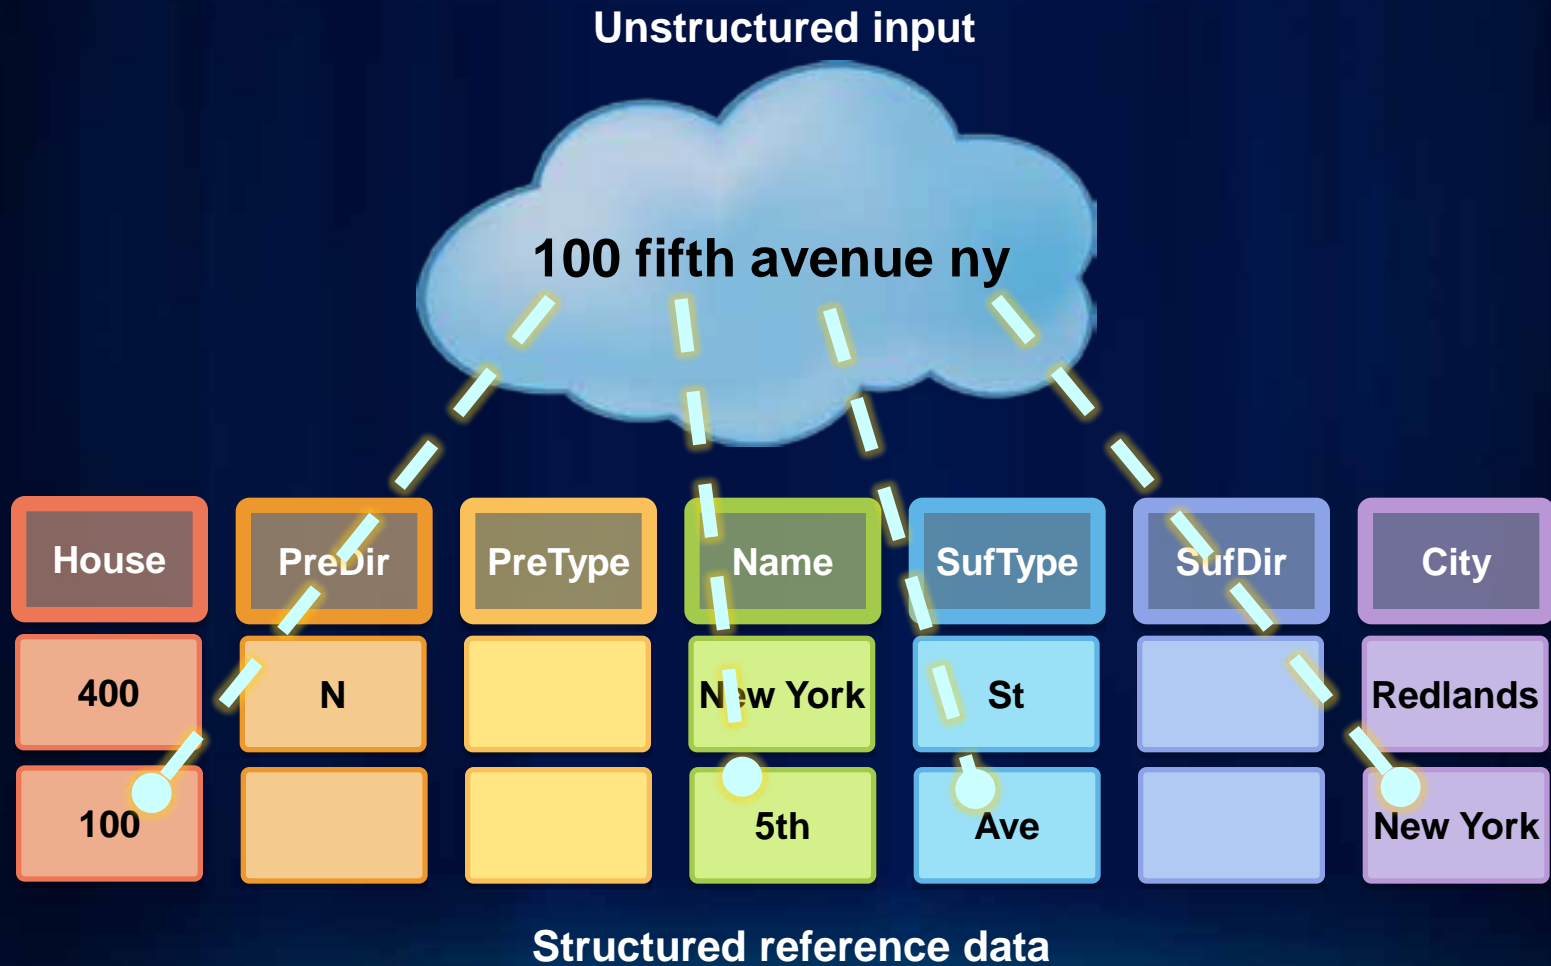 Unstructured input
100 fifth avenue ny
House PreDir PreType Name SufType SufDir City
400 N New York St Redlands
100 5th Ave New York
Structured reference data